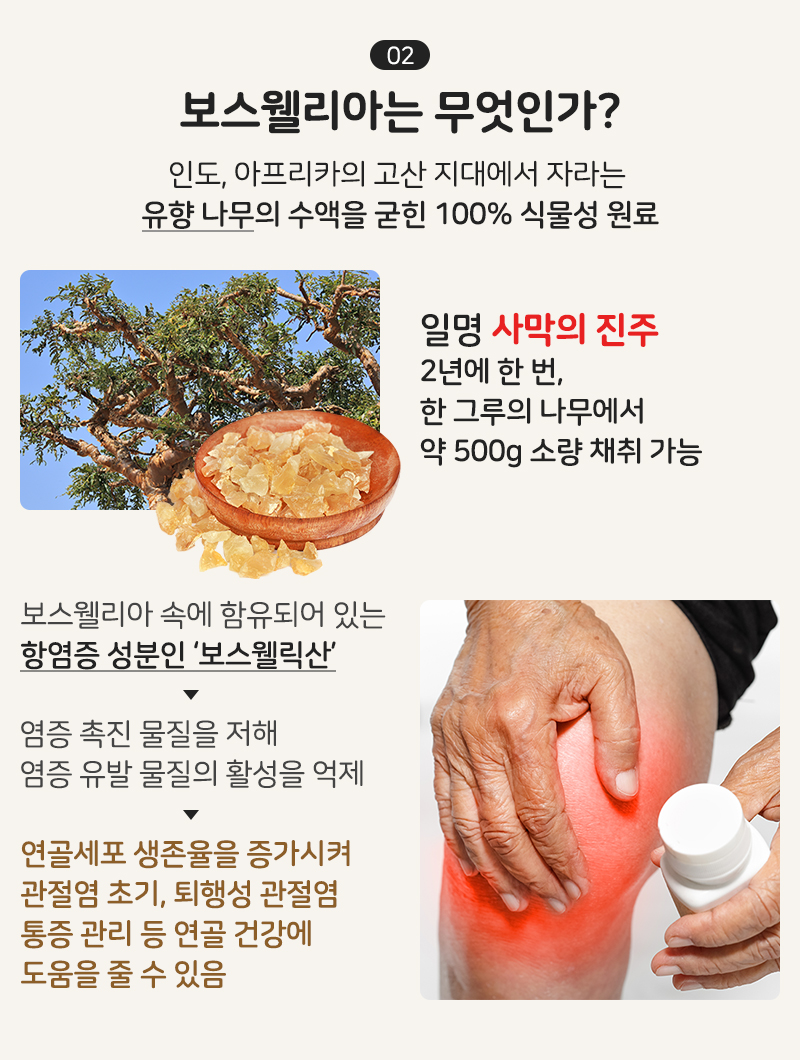 02
보스웰리아는 무엇인가?
인도, 아프리카의 고산 지대에서 자라는
유향 나무의 수액을 굳힌 100% 식물성 원료
일명 사막의 진주
2년에 한 번,
한 그루의 나무에서
약 500g 소량 채취 가능
보스웰리아 속에 함유되어 있는
항염증 성분인 ‘보스웰릭산’
염증 촉진 물질을 저해
염증 유발 물질의 활성을 억제
연골세포 생존율을 증가시켜
관절염 초기, 퇴행성 관절염
통증 관리 등 연골 건강에
도움을 줄 수 있음